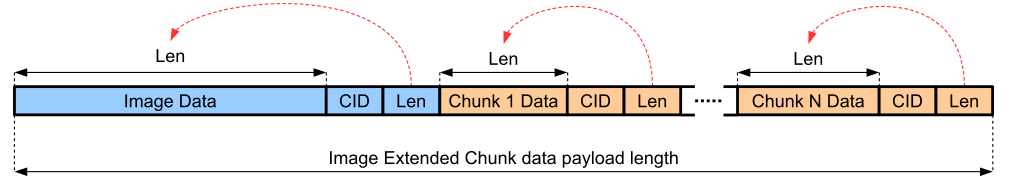 Len Len Len
Image Data CID Len Chunk 1 Data CID Len Chunk N Data CID Len
Image Extended Chunk data payload length